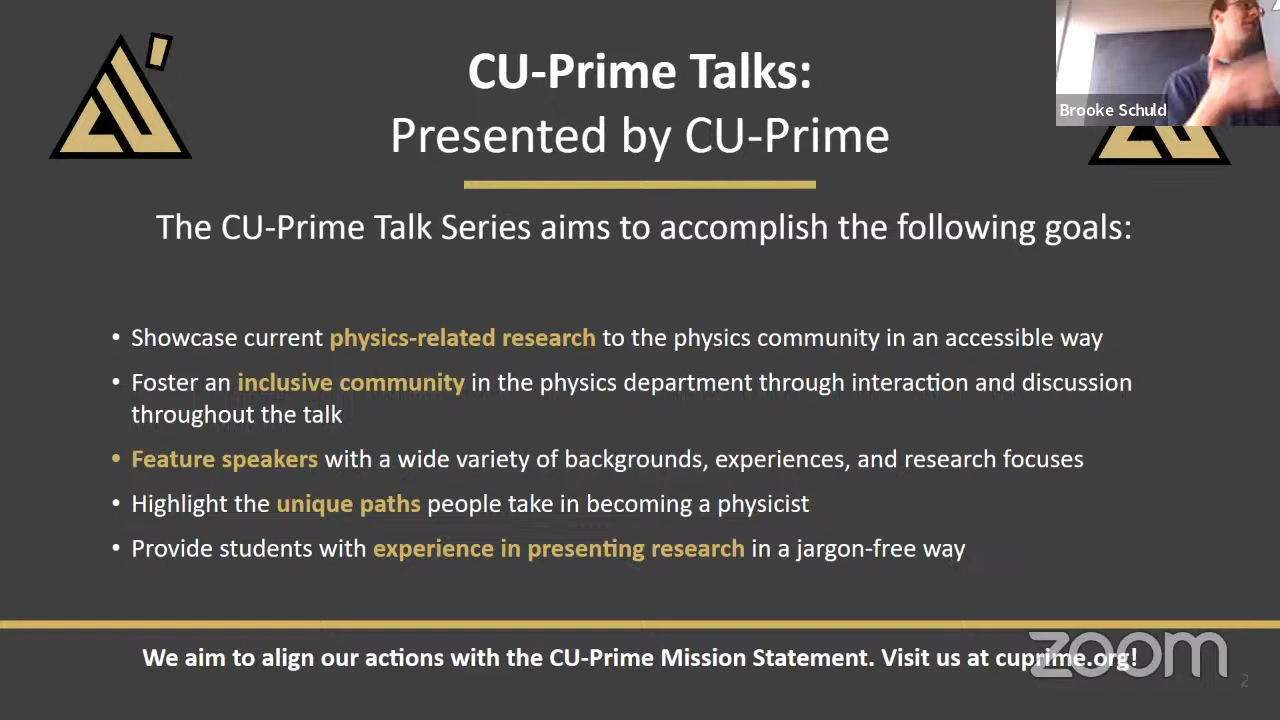 CU-Prime Talks:
Presented by CU-Prime
Brooke Schuld
The CU-Prime Talk Series aims to accomplish the following goals:
• Showcase current physics-related research to the physics community in an accessible way
• Foster an inclusive community in the physics department through interaction and discussion
throughout the talk
• Feature speakers with a wide variety of backgrounds, experiences, and research focuses
• Highlight the unique paths people take in becoming a physicist
• Provide students with experience in presenting research in a jargon-free way
We aim to align our actions with the CU-Prime Mission Statement. Visit us at cuprime.org!
zoom
2